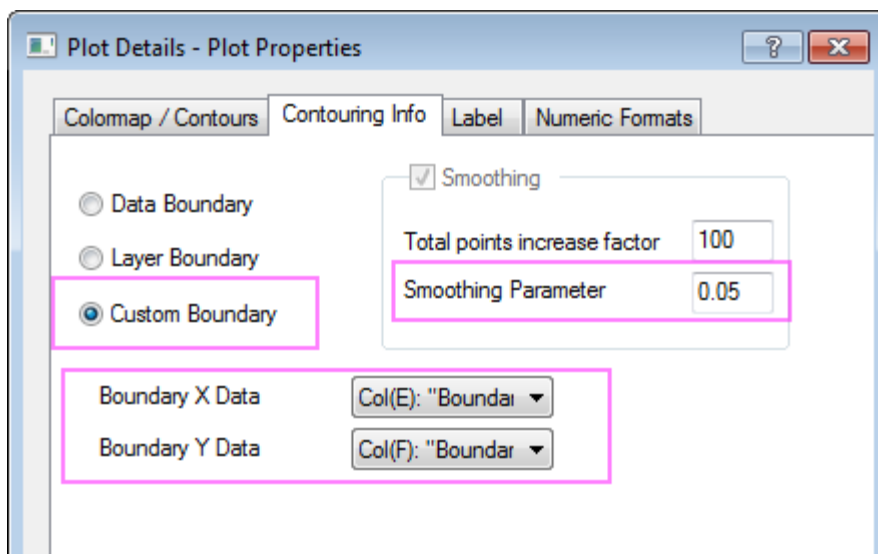 Plot Details - Plot Properties
Colormap / Contours
Contouring Info
Label
Numeric Formats
Data Boundary
Layer Boundary
Custom Boundary
Smoothing
Total points increase factor 100
Smoothing Parameter 0.05
Boundary X Data Col(E): "Boundar
Boundary Y Data Col(F): "Boundar